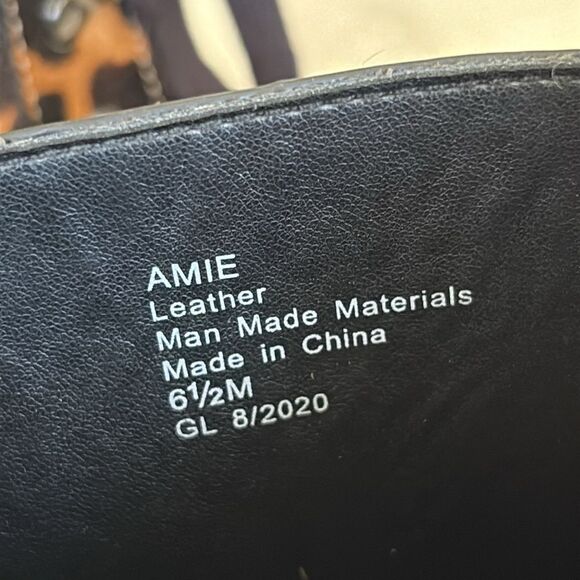 AMIE
Leather
Man Made Materials
Made in China
6½M
GL 8/2020